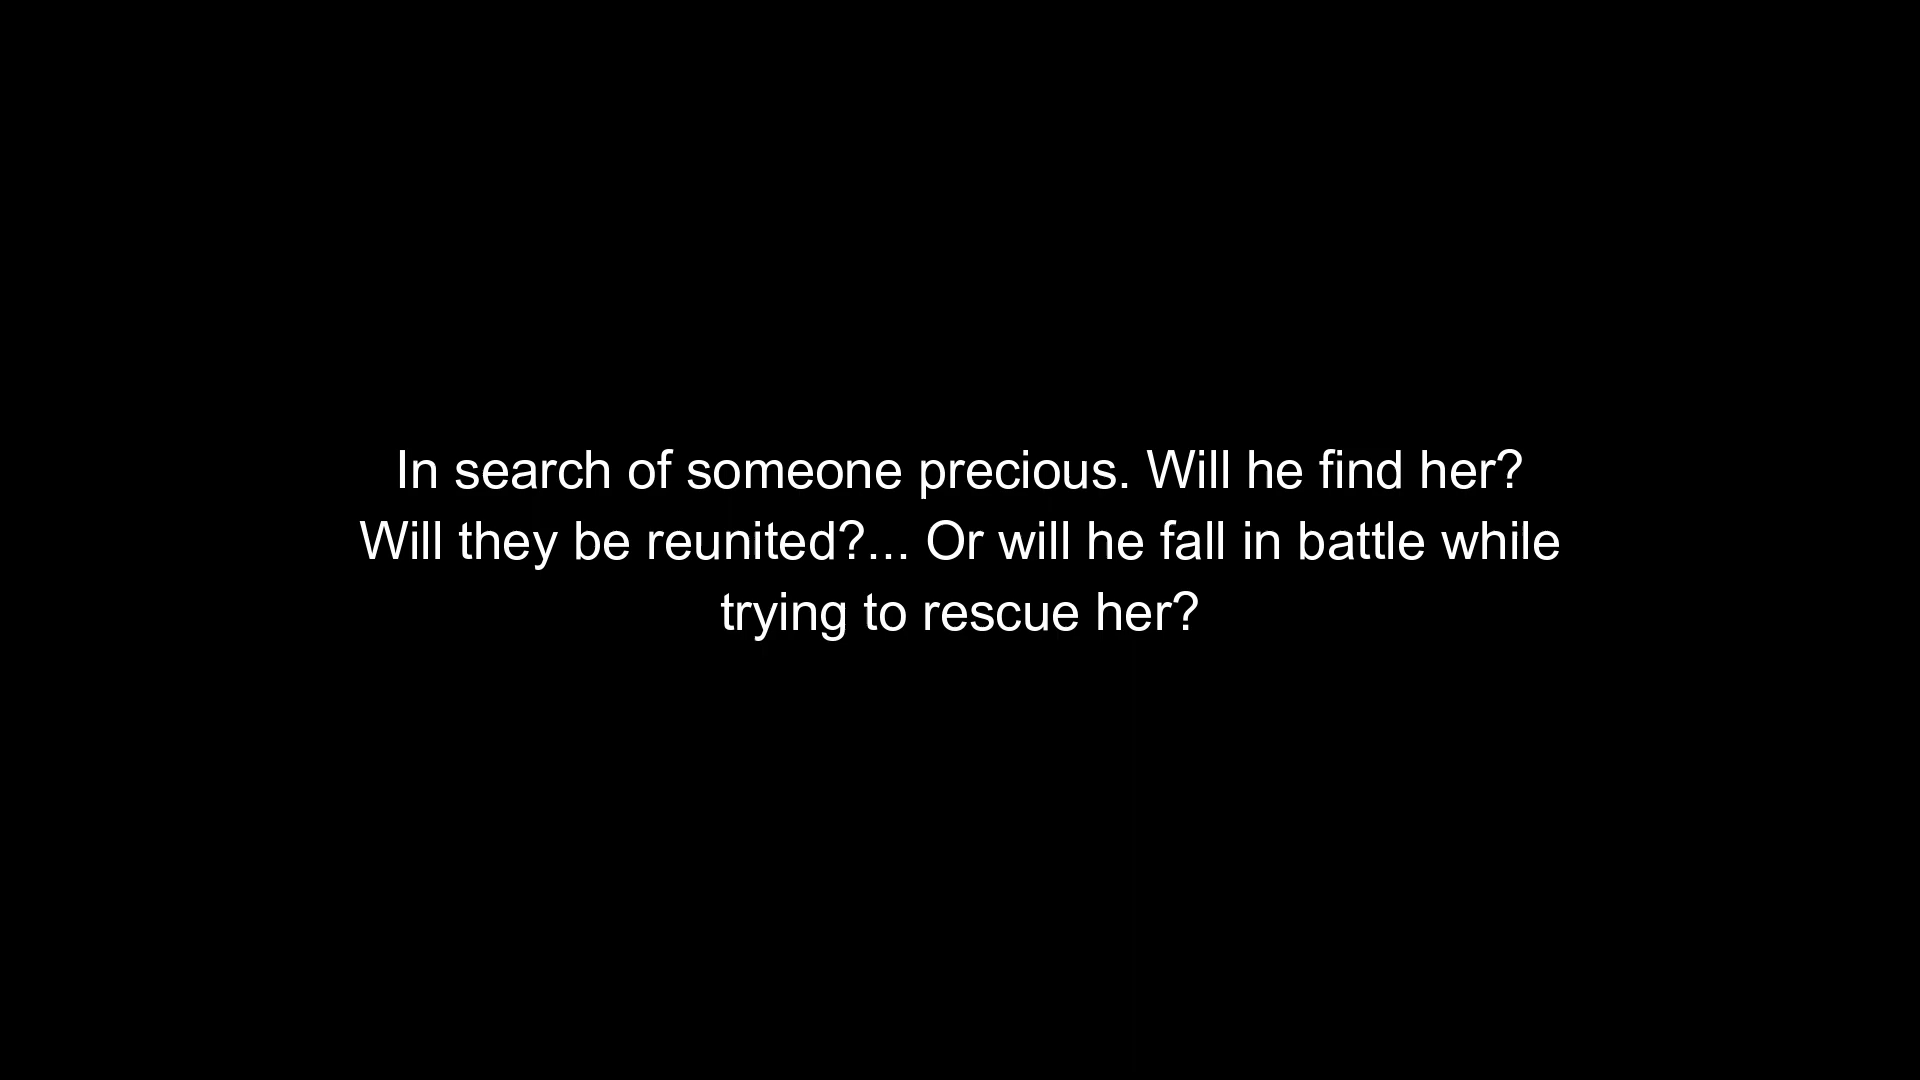 In search of someone precious. Will he find her?
Will they be reunited?... Or will he fall in battle while
trying to rescue her?